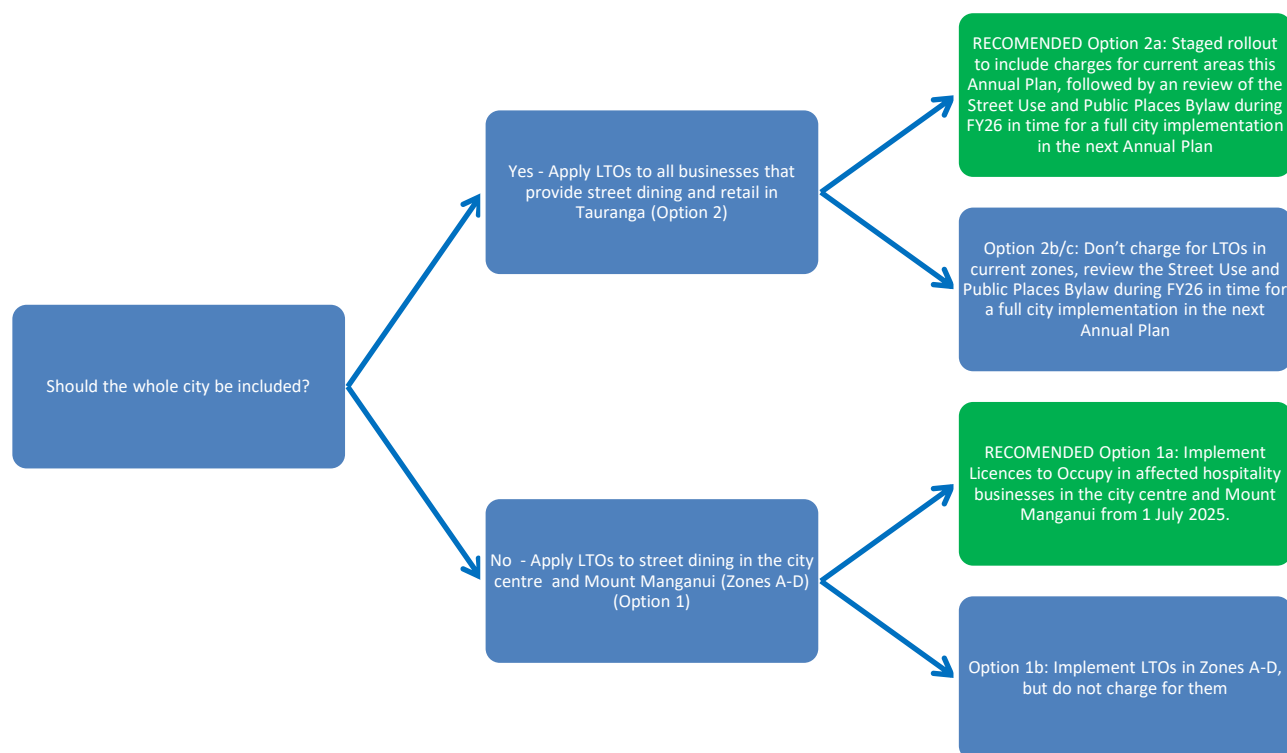 Should the whole city be included?
Yes - Apply LTOs to all businesses that
provide street dining and retail in
Tauranga (Option 2)
No  - Apply LTOs to street dining in the city
centre  and Mount Manganui (Zones A-D)
(Option 1)
RECOMENDED Option 2a: Staged rollout
to include charges for current areas this
Annual Plan, followed by an review of the
Street Use and Public Places Bylaw during
FY26 in time for a full city implementation
in the next Annual Plan
Option 2b/c: Don’t charge for LTOs in
current zones, review the Street Use and
Public Places Bylaw during FY26 in time for
a full city implementation in the next
Annual Plan
RECOMENDED Option 1a: Implement
Licences to Occupy in affected hospitality
businesses in the city centre and Mount
Manganui from 1 July 2025.
Option 1b: Implement LTOs in Zones A-D,
but do not charge for them